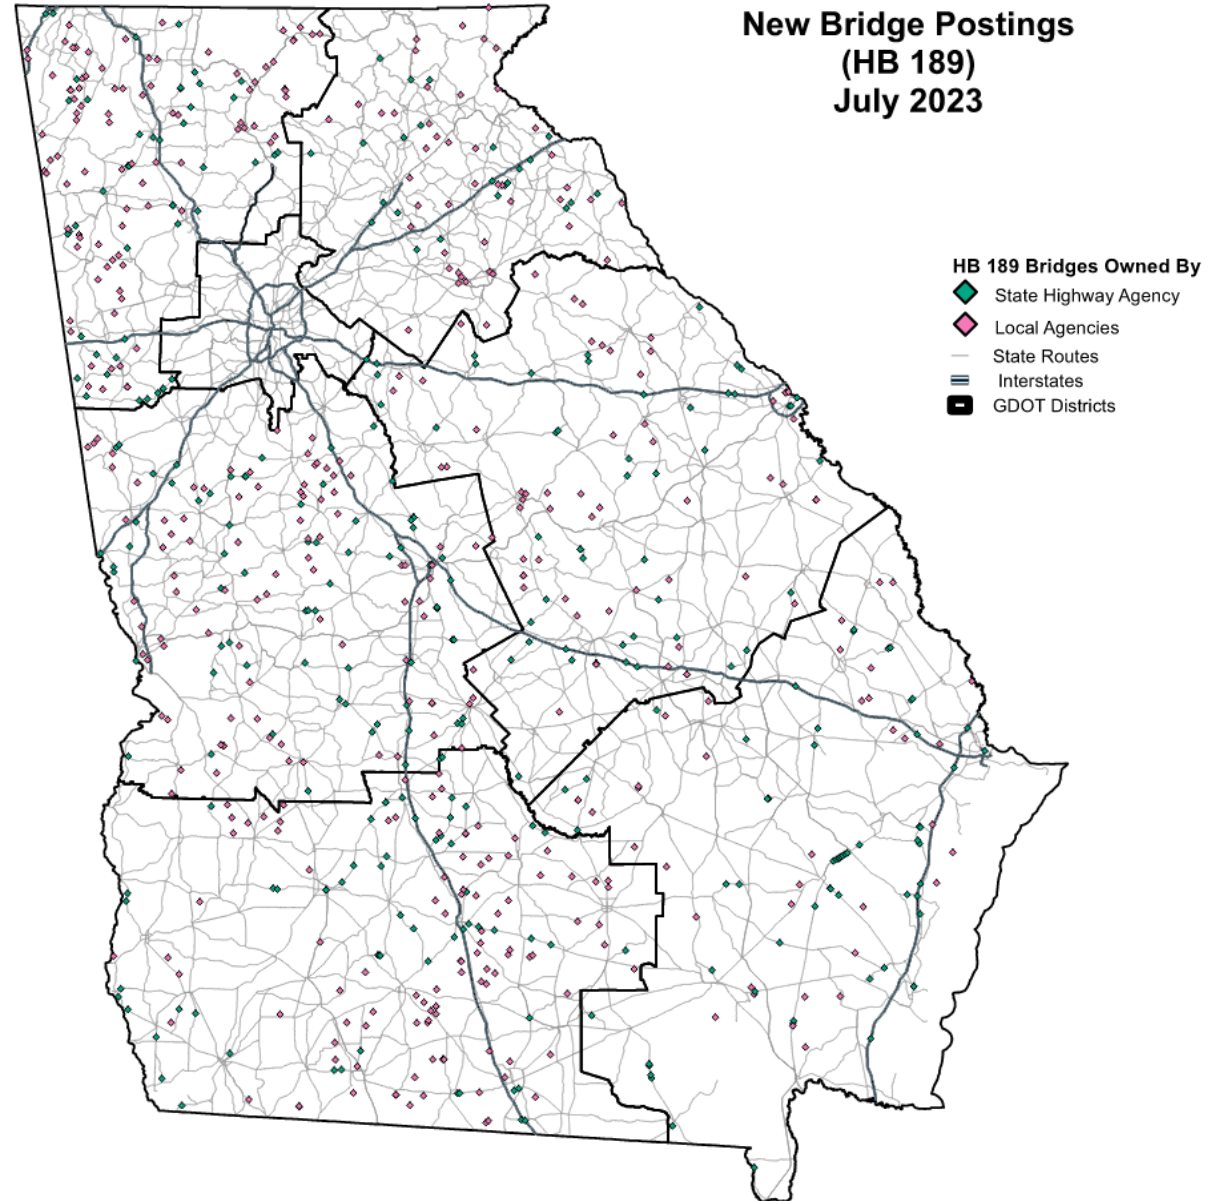 New Bridge Postings
(HB 189)
July 2023
HB 189 Bridges Owned By
State Highway Agency
Local Agencies
State Routes
Interstates
GDOT Districts